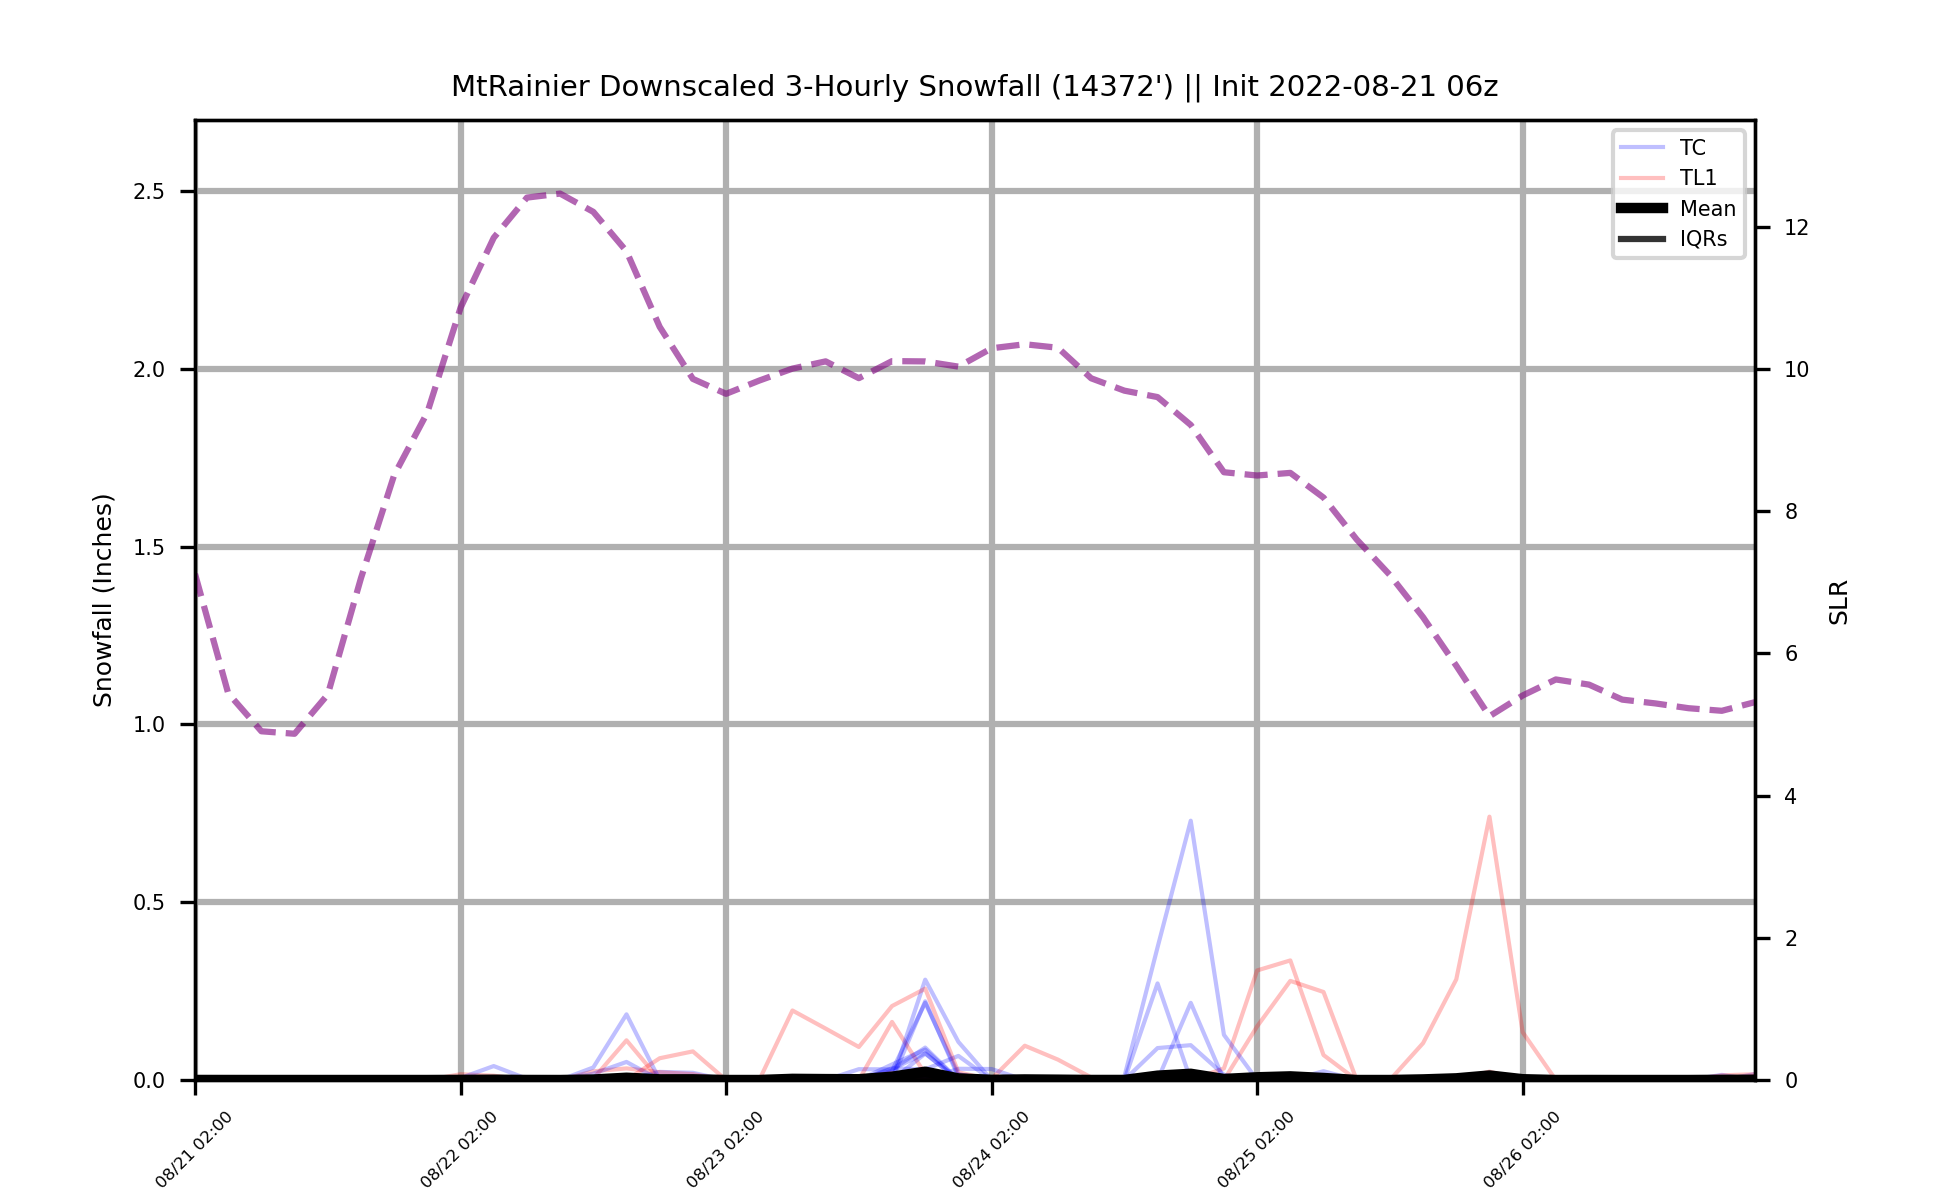 MtRainier Downscaled 3-Hourly Snowfall (14372') || Init 2022-08-21 06z
TC
TL1
Mean
IQRs
Snowfall (Inches)
2.5
2.0
1.5
1.0
0.5
0.0
SLR
12
10
8
6
4
2
0
08/21 02:00
08/22 02:00
08/23 02:00
08/24 02:00
08/25 02:00
08/26 02:00